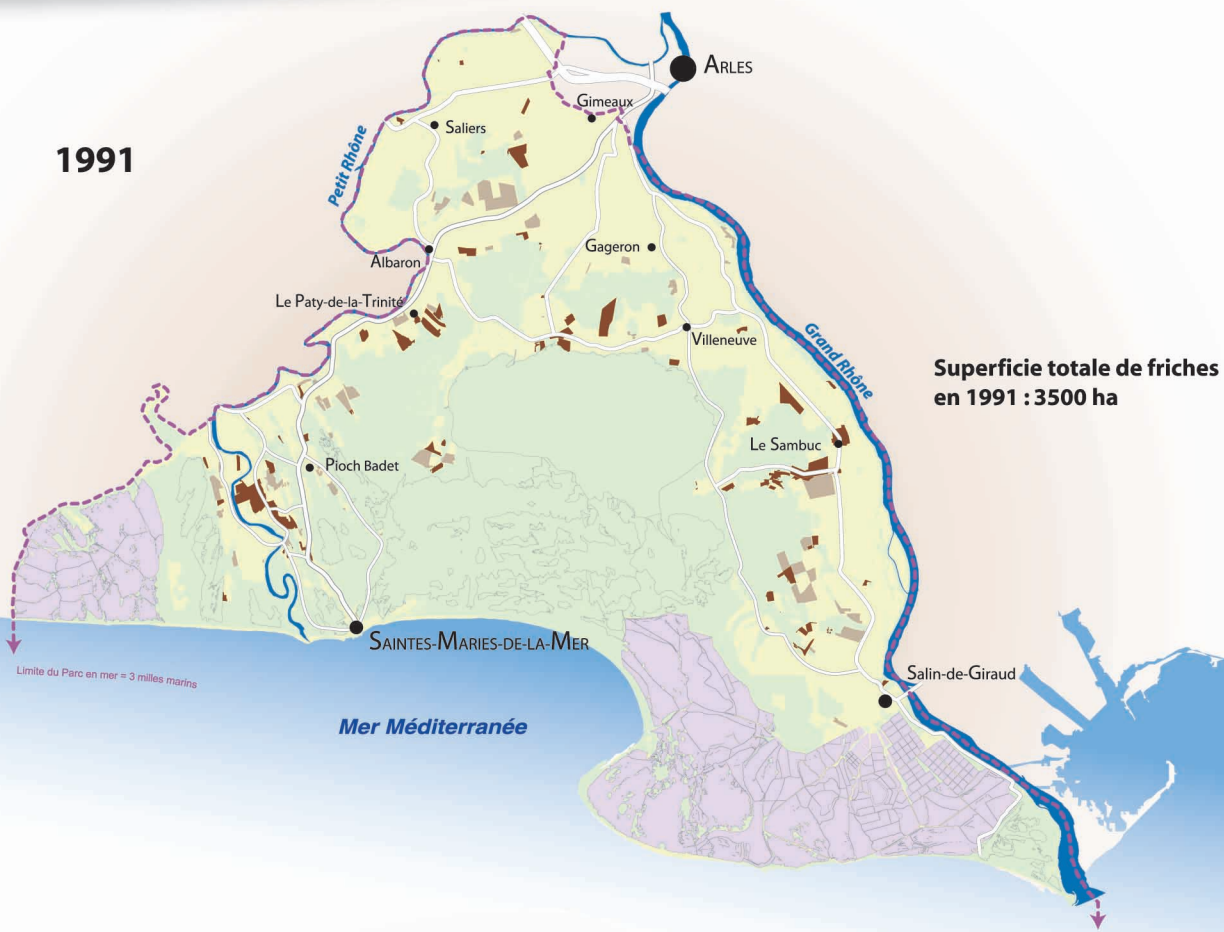 ARLES
Gimeaux
Saliers
1991
Petit Rhône
Gageron
Albaron
Le Paty-de-la-Trinité
Villeneuve
Grand Rhône
Superficie totale de friches
en 1991 : 3500 ha
Le Sambuc
Pioch Badet
SAINTES-MARIES-DE-LA-MER
Limite du Parc en mer = 3 milles marins
Salin-de-Giraud
Mer Méditerranée